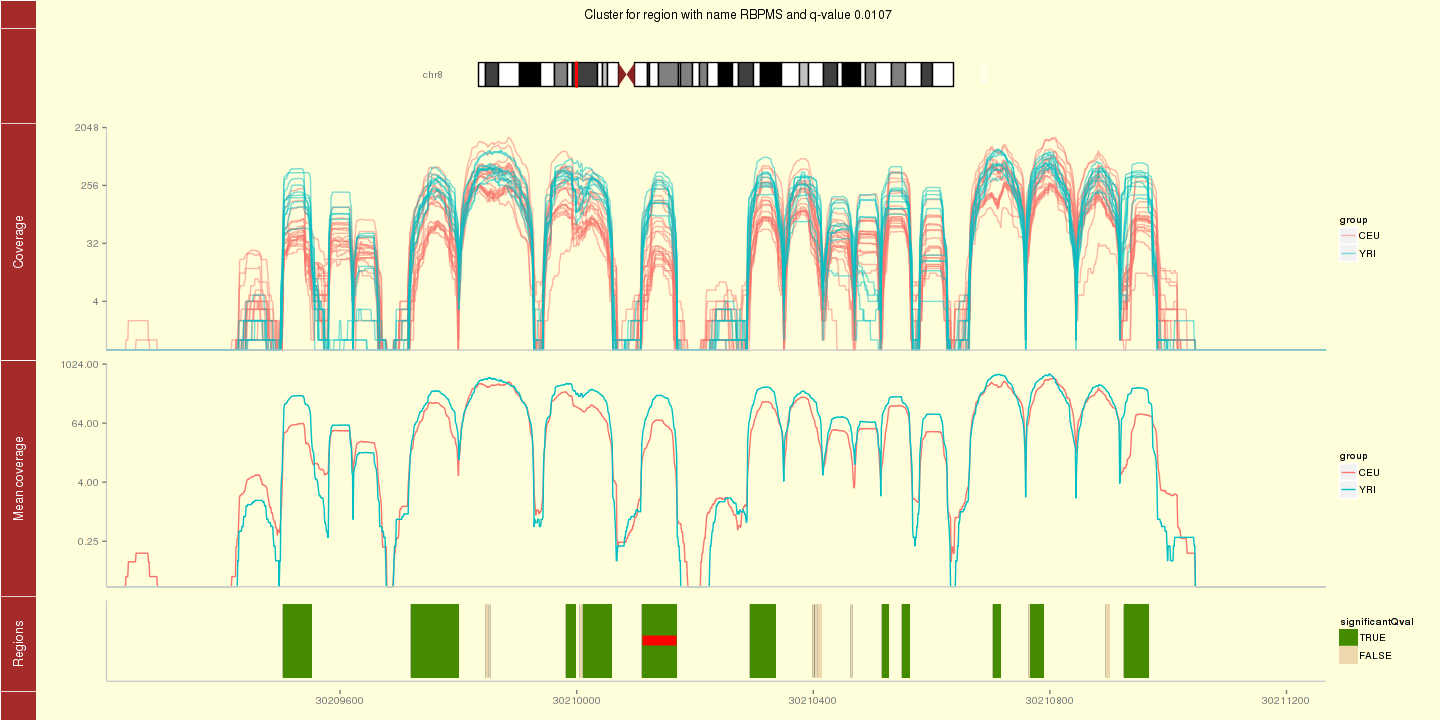 Cluster for region with name RBPMS and q-value 0.0107
chr8
Coverage
2048
256
32
4
group
CEU
YRI
Mean coverage
1024.00
64.00
4.00
0.25
group
CEU
YRI
Regions
significantQval
TRUE
FALSE
30209600
30210000
30210400
30210800
30211200